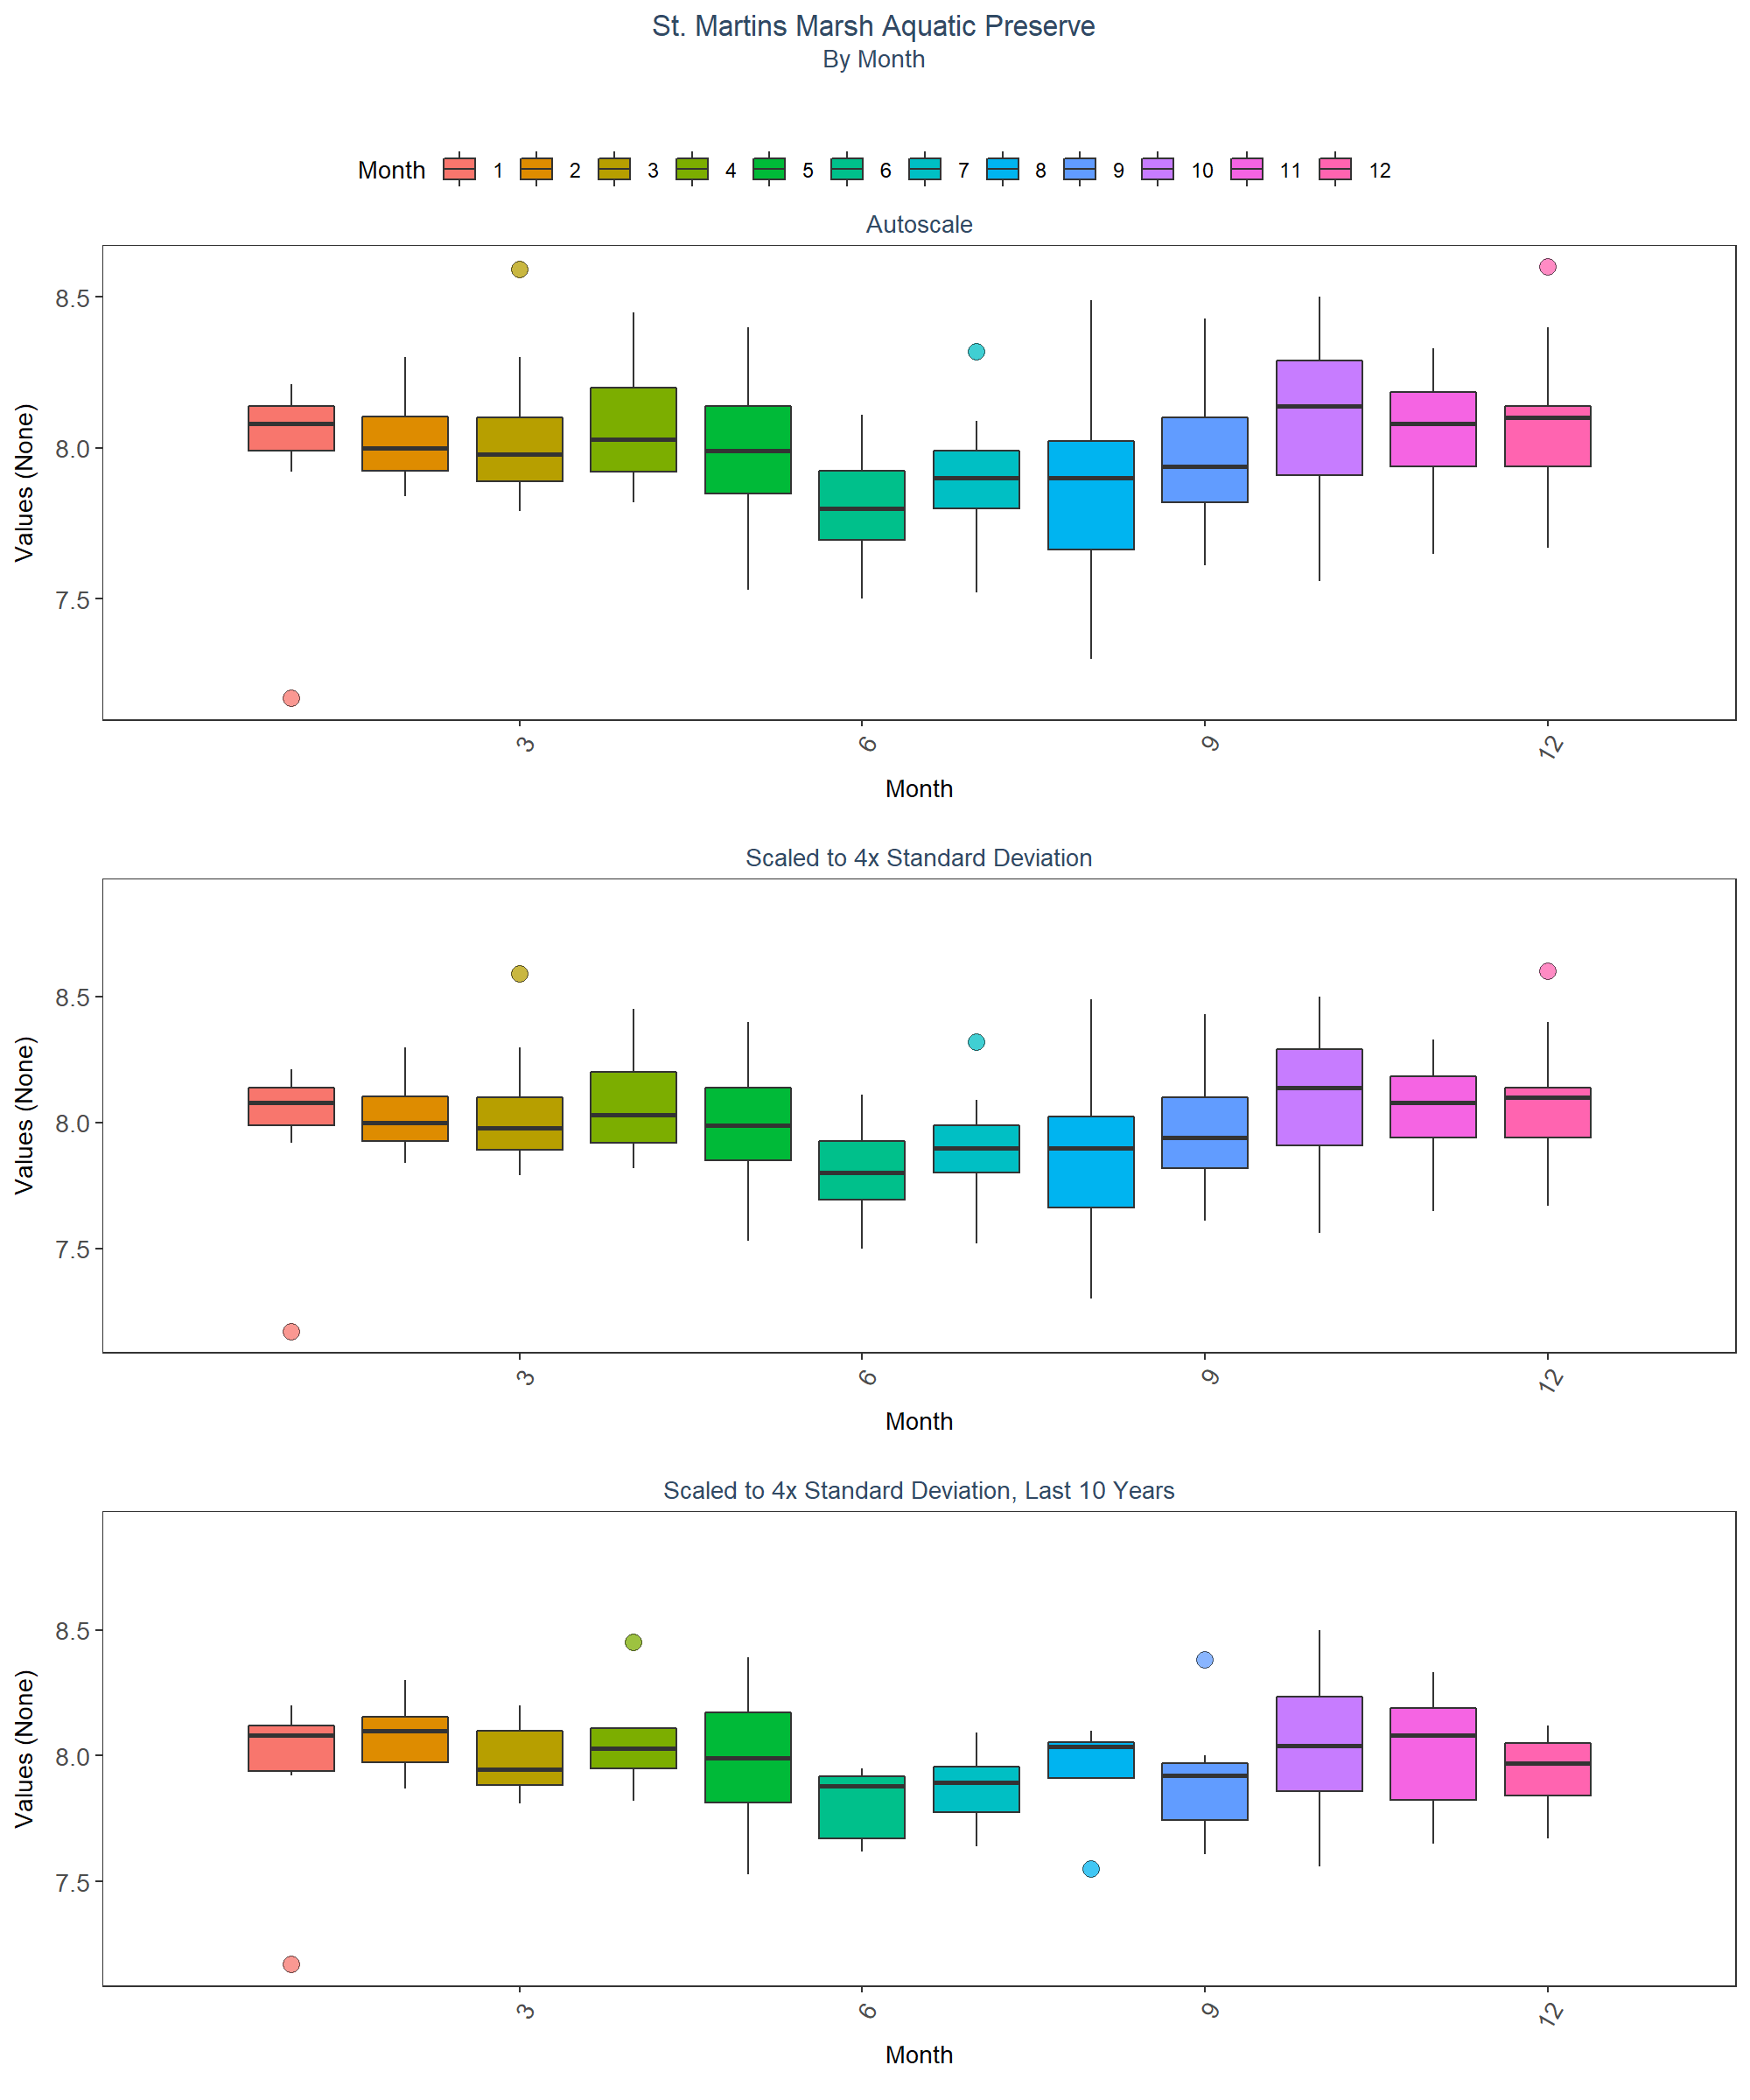 St. Martins Marsh Aquatic Preserve
By Month
Month 1 2 3 4 5 6 7 8 9 10 11 12
Autoscale
Values (None)
8.5
8.0
7.5
3 6 9 12
Month
Scaled to 4x Standard Deviation
Values (None)
8.5
8.0
7.5
3 6 9 12
Month
Scaled to 4x Standard Deviation, Last 10 Years
Values (None)
8.5
8.0
7.5
3 6 9 12
Month